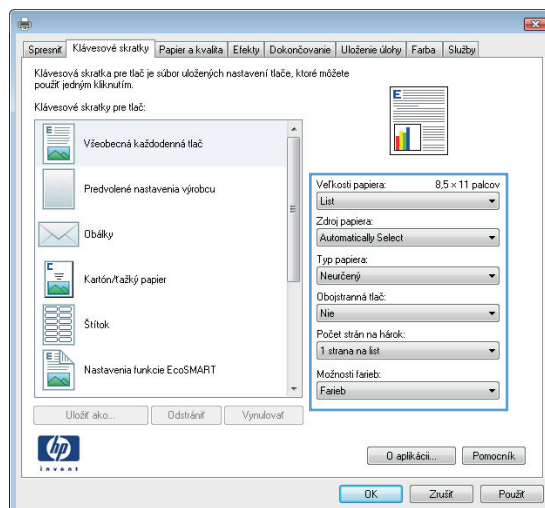 Spresniť Klávesové skratky Papier a kvalita Efekty Dokončovanie Uloženie úlohy Farba Služby
Klávesová skratka pre tlač je súbor uložených nastavení tlače, ktoré môžete
použiť jedným kliknutím.
Klávesové skratky pre tlač:
Všeobecná každodenná tlač
Predvolené nastavenia výrobcu
Obálky
Kartón/ťažký papier
Štítok
Nastavenia funkcie EcoSMART
Uložiť ako... Odstrániť Vynulovať
E
Veľkosti papiera: 8,5 × 11 palcov
List
Zdroj papiera:
Automatically Select
Typ papiera:
Neurčený
Obojstranná tlač:
Nie
Počet strán na hárok:
1 strana na list
Možnosti farieb:
Farieb
hp
invent
O aplikácii... Pomocník
OK Zrušiť Použiť